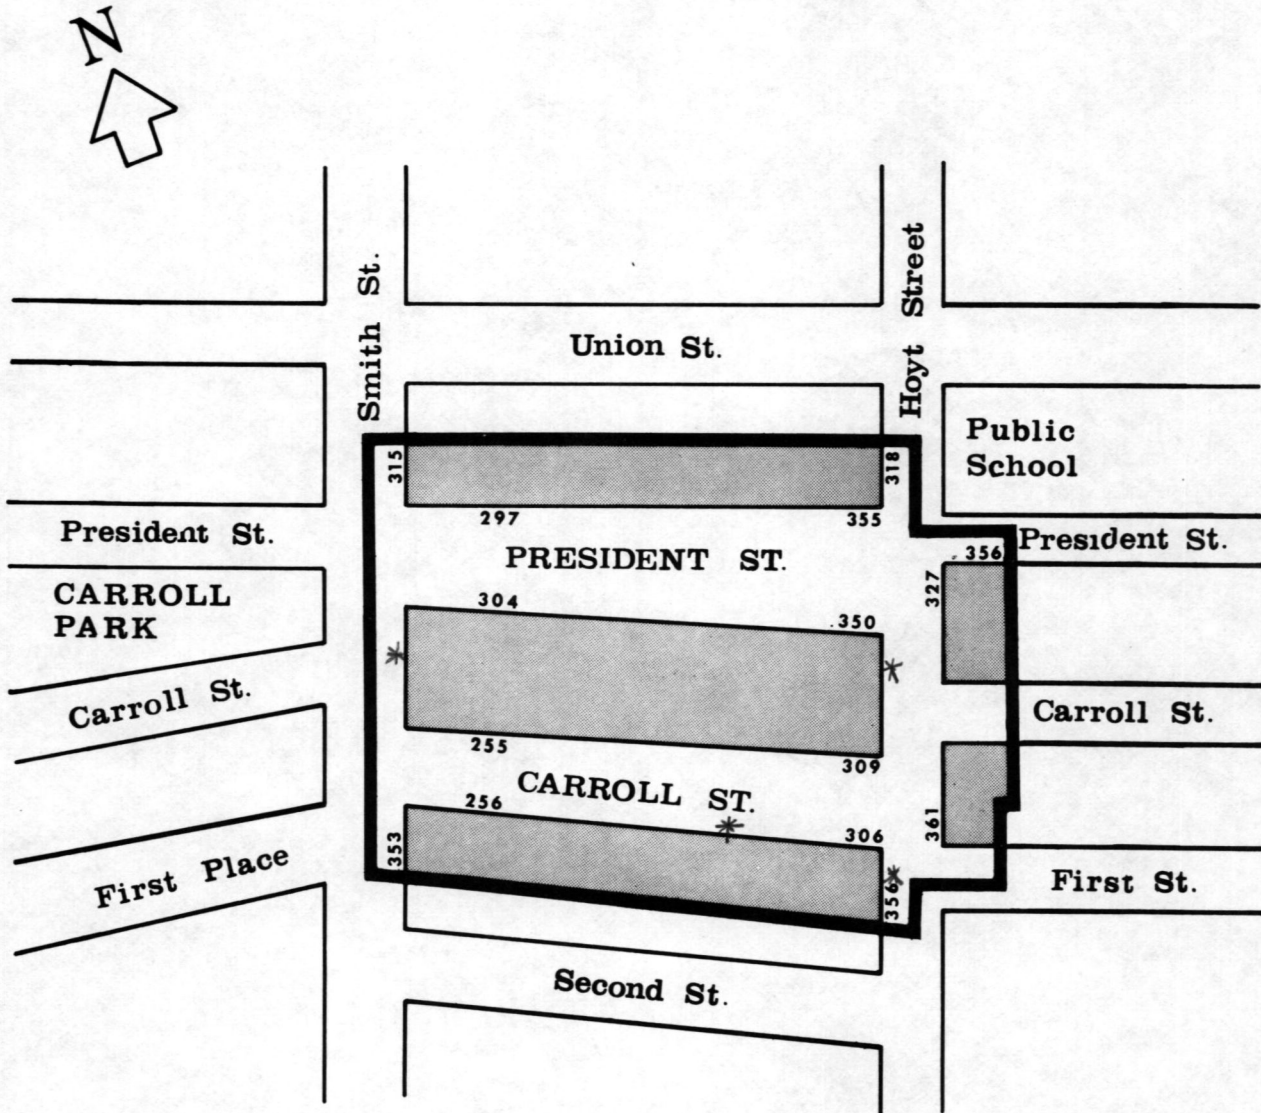 N
Smith St.
Hoyt Street
Union St.
Public
School
315
318
297
355
President St.
PRESIDENT ST.
President St.
356
327
CARROLL
PARK
304
350
Carroll St.
Carroll St.
255
309
CARROLL ST.
256
306
361
353
356
First Place
First St.
Second St.